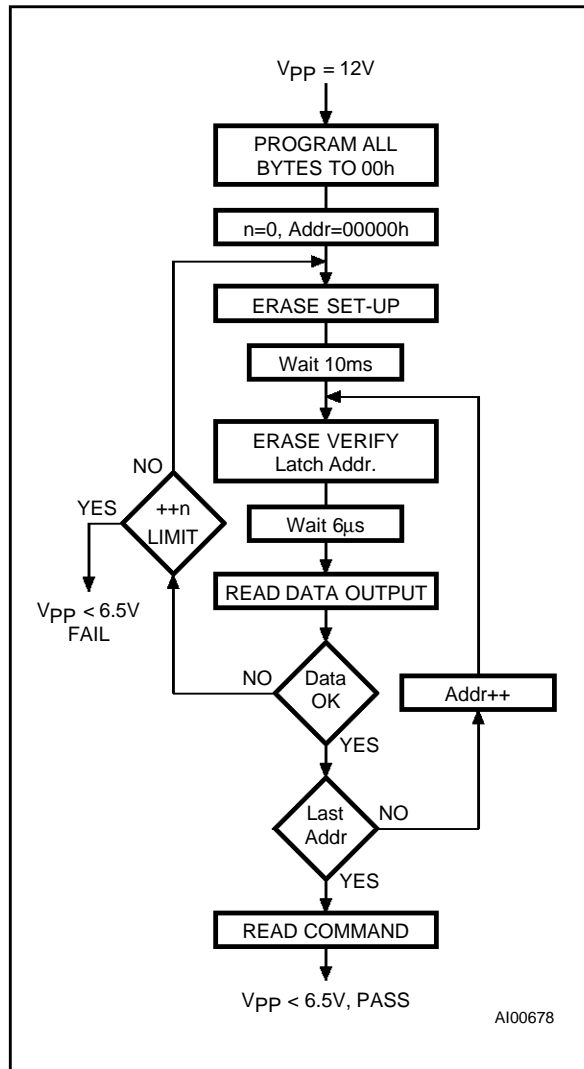 VPP = 12V
PROGRAM ALL
BYTES TO 00h
n=0, Addr=00000h
ERASE SET-UP
Wait 10ms
ERASE VERIFY
Latch Addr.
NO
YES
++n
LIMIT
Wait 6µs
READ DATA OUTPUT
VPP < 6.5V
FAIL
NO
Data
OK
Addr++
YES
Last
Addr
NO
YES
READ COMMAND
VPP < 6.5V, PASS
AI00678